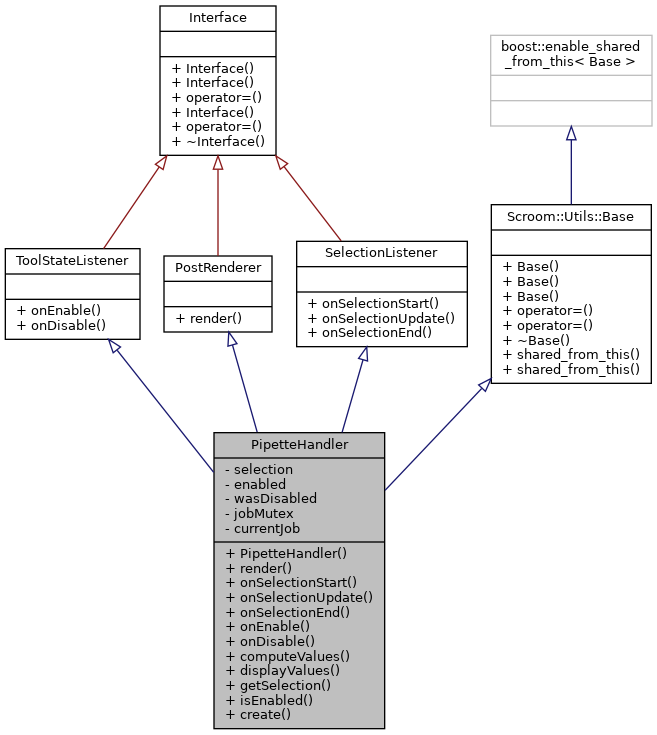 Interface
+ Interface()
+ Interface()
+ operator=()
+ Interface()
+ operator=()
+ ~Interface()
boost::enable_shared
_from_this< Base >
ToolStateListener
+ onEnable()
+ onDisable()
PostRenderer
+ render()
SelectionListener
+ onSelectionStart()
+ onSelectionUpdate()
+ onSelectionEnd()
Scroom::Utils::Base
+ Base()
+ Base()
+ Base()
+ operator=()
+ operator=()
+ ~Base()
+ shared_from_this()
+ shared_from_this()
PipetteHandler
- selection
- enabled
- wasDisabled
- jobMutex
- currentJob
+ PipetteHandler()
+ render()
+ onSelectionStart()
+ onSelectionUpdate()
+ onSelectionEnd()
+ onEnable()
+ onDisable()
+ computeValues()
+ displayValues()
+ getSelection()
+ isEnabled()
+ create()